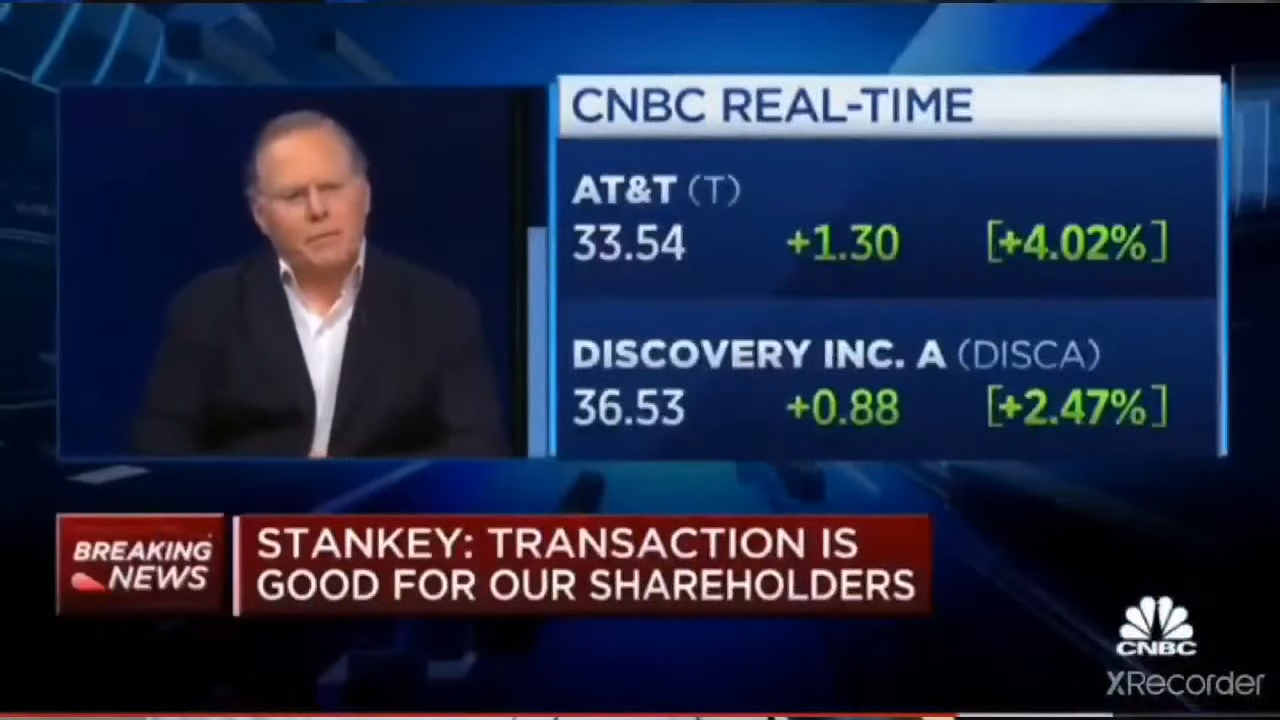 CNBC REAL-TIME
AT&T (T)
33.54 +1.30 [+4.02%]
DISCOVERY INC. A (DISCA)
36.53 +0.88 [+2.47%]
BREAKING
NEWS
STANKEY: TRANSACTION IS
GOOD FOR OUR SHAREHOLDERS
CNBC
XRecorder